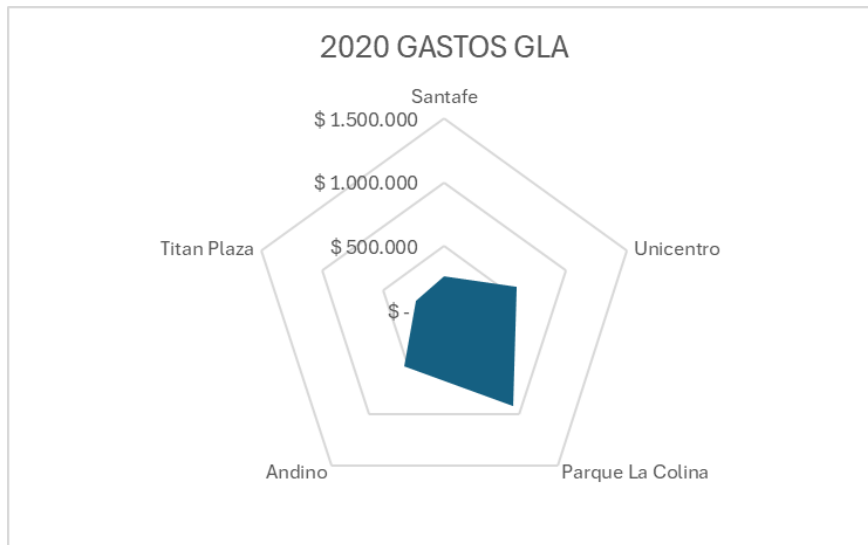 2020 GASTOS GLA
Santafe
$ 1.500.000
$ 1.000.000
Titan Plaza
$ 500.000
Unicentro
$ -
Andino
Parque La Colina